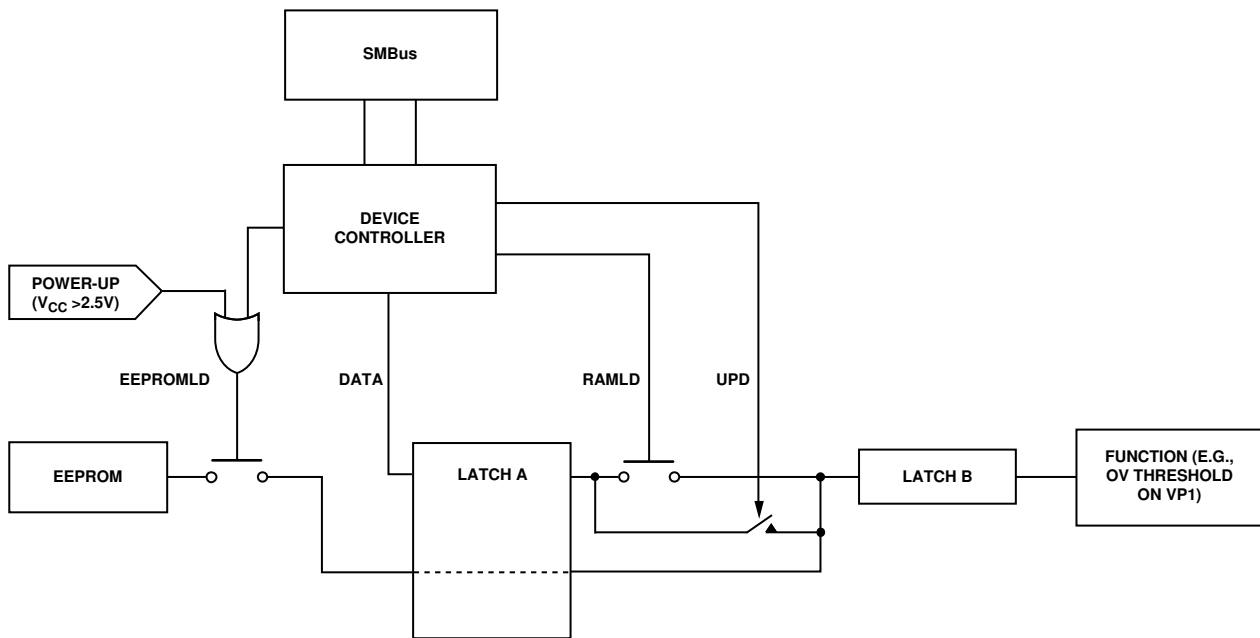 SMBus
DEVICE
CONTROLLER
POWER-UP
(VCC >2.5V)
EEPROMLD
DATA
RAMLD
UPD
EEPROM
LATCH A
LATCH B
FUNCTION (E.G.,
OV THRESHOLD
ON VP1)